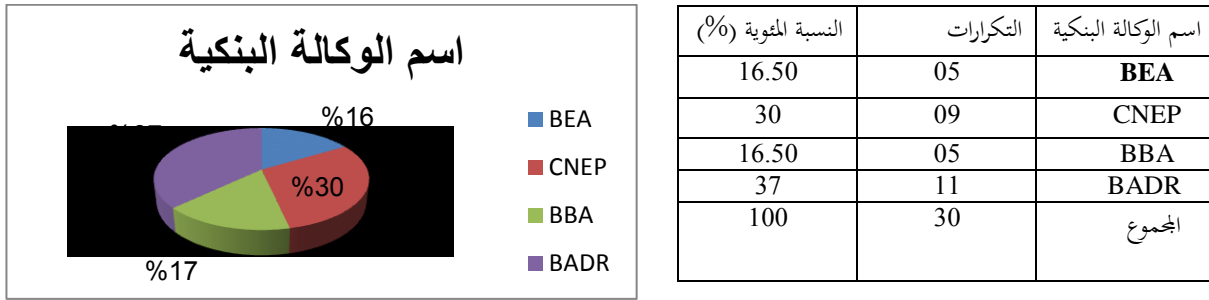 اسم الوكالة البنكية
%16
%30
%17
BEA
CNEP
BBA
BADR
اسم الوكالة البنكية التكرارات النسبة المئوية (%)
BEA 05 16.50
CNEP 09 30
BBA 05 16.50
BADR 11 37
المجموع 30 100